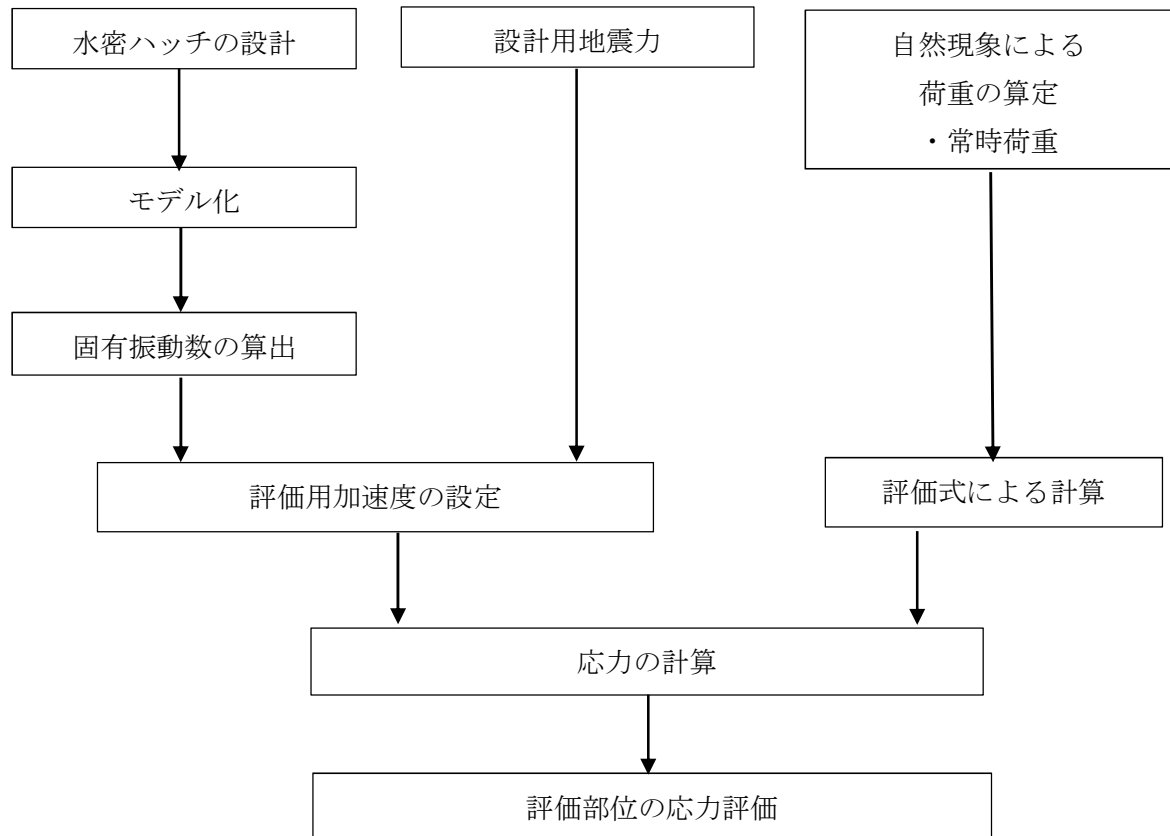 水密ハッチの設計
設計用地震力
自然現象による
荷重の算定
・常時荷重
モデル化
固有振動数の算出
評価用加速度の設定
評価式による計算
応力の計算
評価部位の応力評価